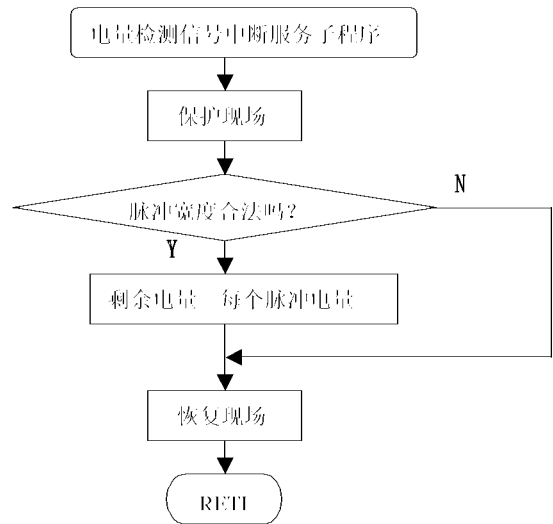 电量检测信号中断服务子程序
保护现场
脉冲宽度合法吗?
N
Y
剩余电量 每个脉冲电量
恢复现场
RETI